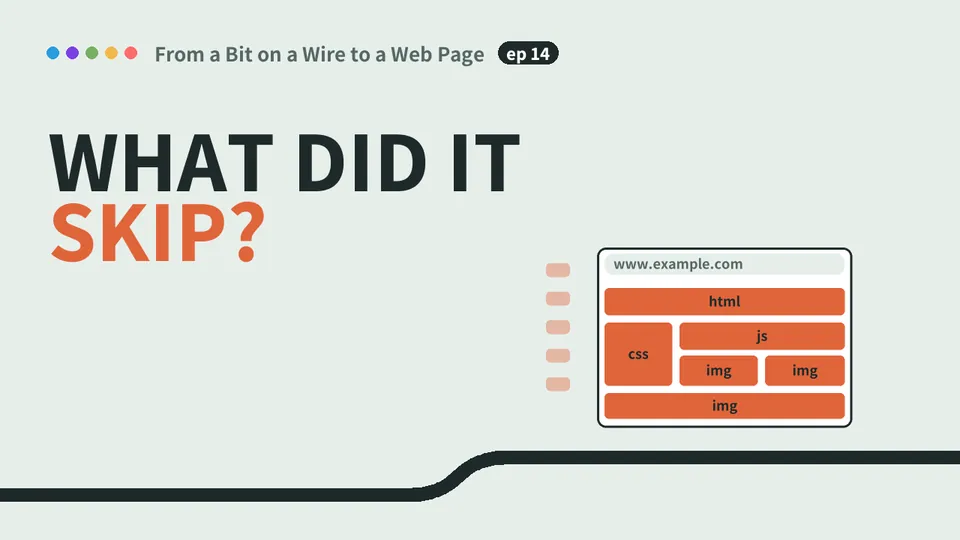 From a Bit on a Wire to a Web Page ep 14
WHAT DID IT
SKIP?
www.example.com
html
css
js
img
img
img